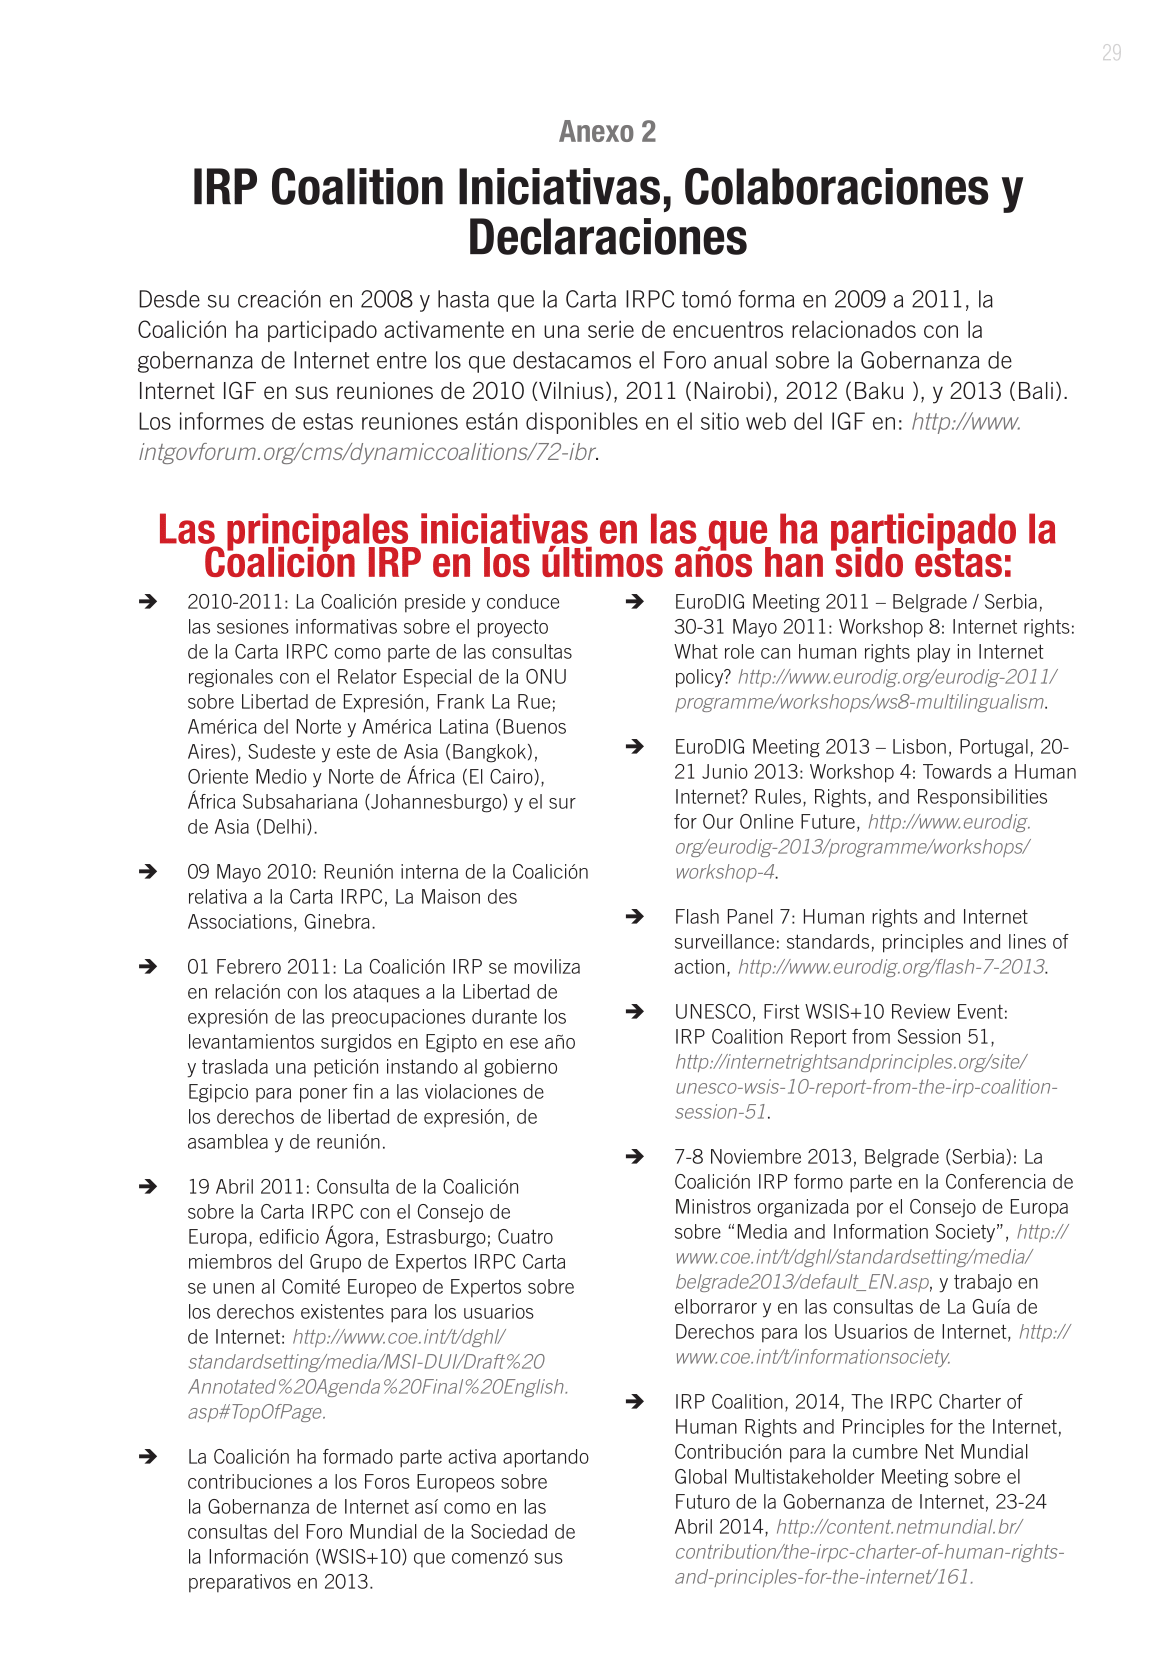 29
Anexo 2
IRP Coalition Iniciativas, Colaboraciones y
Declaraciones
Desde su creación en 2008 y hasta que la Carta IRPC tomó forma en 2009 a 2011, la
Coalición ha participado activamente en una serie de encuentros relacionados con la
gobernanza de Internet entre los que destacamos el Foro anual sobre la Gobernanza de
Internet IGF en sus reuniones de 2010 (Vilnius), 2011 (Nairobi), 2012 (Baku ), y 2013 (Bali).
Los informes de estas reuniones están disponibles en el sitio web del IGF en: http://www.
intgovforum.org/cms/dynamiccoalitions/72-ibr.
Las principales iniciativas en las que ha participado la
Coalición IRP en los últimos años han sido estas:
➔ 2010-2011: La Coalición preside y conduce
las sesiones informativas sobre el proyecto
de la Carta IRPC como parte de las consultas
regionales con el Relator Especial de la ONU
sobre Libertad de Expresión, Frank La Rue;
América del Norte y América Latina (Buenos
Aires), Sudeste y este de Asia (Bangkok),
Oriente Medio y Norte de África (El Cairo),
África Subsahariana (Johannesburgo) y el sur
de Asia (Delhi).
➔ 09 Mayo 2010: Reunión interna de la Coalición
relativa a la Carta IRPC, La Maison des
Associations, Ginebra.
➔ 01 Febrero 2011: La Coalición IRP se moviliza
en relación con los ataques a la Libertad de
expresión de las preocupaciones durante los
levantamientos surgidos en Egipto en ese año
y traslada una petición instando al gobierno
Egipcio para poner fin a las violaciones de
los derechos de libertad de expresión, de
asamblea y de reunión.
➔ 19 Abril 2011: Consulta de la Coalición
sobre la Carta IRPC con el Consejo de
Europa, edificio Ágora, Estrasburgo; Cuatro
miembros del Grupo de Expertos IRPC Carta
se unen al Comité Europeo de Expertos sobre
los derechos existentes para los usuarios
de Internet: http://www.coe.int/t/dghl/
standardsetting/media/MSI-DUI/Draft%20
Annotated%20Agenda%20Final%20English.
asp#TopOfPage.
➔ La Coalición ha formado parte activa aportando
contribuciones a los Foros Europeos sobre
la Gobernanza de Internet así como en las
consultas del Foro Mundial de la Sociedad de
la Información (WSIS+10) que comenzó sus
preparativos en 2013.
➔ EuroDIG Meeting 2011 – Belgrade / Serbia,
30-31 Mayo 2011: Workshop 8: Internet rights:
What role can human rights play in Internet
policy? http://www.eurodig.org/eurodig-2011/
programme/workshops/ws8-multilingualism.
➔ EuroDIG Meeting 2013 – Lisbon, Portugal, 20-
21 Junio 2013: Workshop 4: Towards a Human
Internet? Rules, Rights, and Responsibilities
for Our Online Future, http://www.eurodig.
org/eurodig-2013/programme/workshops/
workshop-4.
➔ Flash Panel 7: Human rights and Internet
surveillance: standards, principles and lines of
action, http://www.eurodig.org/flash-7-2013.
➔ UNESCO, First WSIS+10 Review Event:
IRP Coalition Report from Session 51,
http://internetrightsandprinciples.org/site/
unesco-wsis-10-report-from-the-irp-coalition-
session-51.
➔ 7-8 Noviembre 2013, Belgrade (Serbia): La
Coalición IRP formo parte en la Conferencia de
Ministros organizada por el Consejo de Europa
sobre “Media and Information Society”, http://
www.coe.int/t/dghl/standardsetting/media/
belgrade2013/default_EN.asp, y trabajo en
elborraror y en las consultas de La Guía de
Derechos para los Usuarios de Internet, http://
www.coe.int/t/informationsociety.
➔ IRP Coalition, 2014, The IRPC Charter of
Human Rights and Principles for the Internet,
Contribución para la cumbre Net Mundial
Global Multistakeholder Meeting sobre el
Futuro de la Gobernanza de Internet, 23-24
Abril 2014, http://content.netmundial.br/
contribution/the-irpc-charter-of-human-rights-
and-principles-for-the-internet/161.